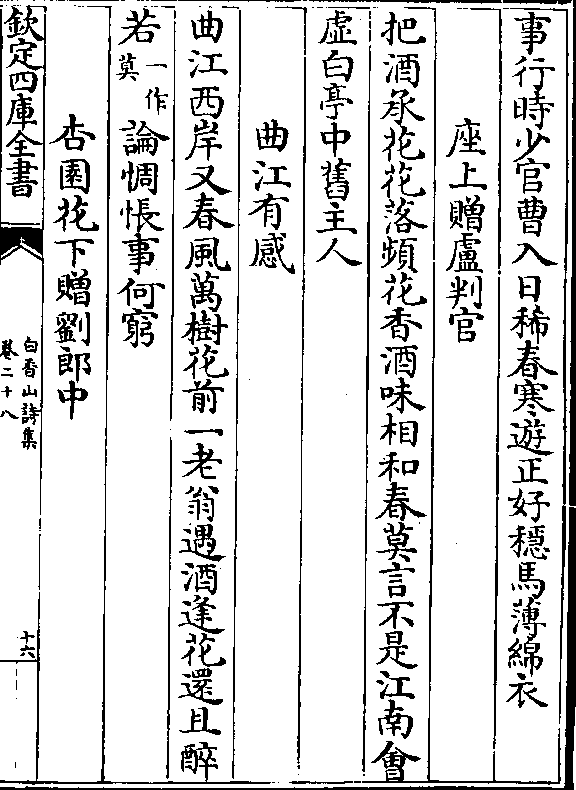 事行時少官曹入日稀春寒遊正好穩馬薄綿衣
座上贈盧判官
把酒承花花落頻花香酒味相和春莫言不是江南會
虛白亭中舊主人
曲江有感
曲江西岸又春風萬樹花前一老翁遇酒逢花還且醉
若一作莫論惆悵事何窮
杏園花下贈劉郎中
欽定四庫全書
白香山詩集
卷二十八
十六